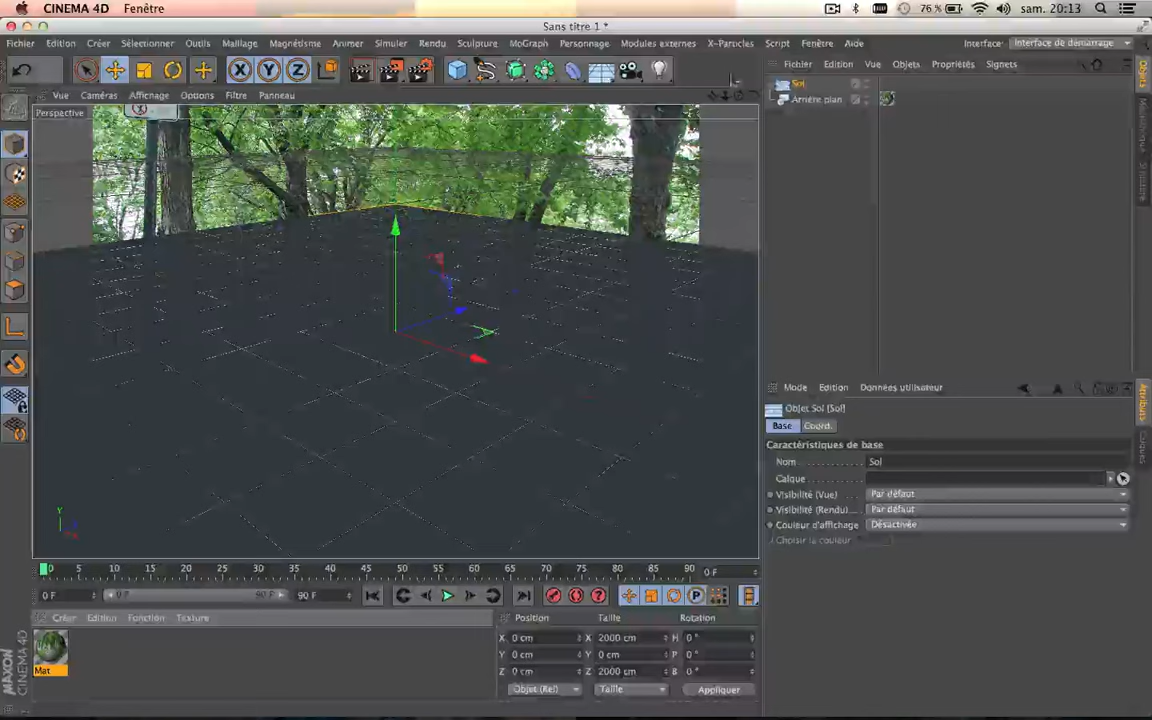 CINEMA 4D Fenêtre 76 % sam. 20:13
Sans titre 1 *
Fichier Edition Créer Sélectionner Outils Maillage Magnétisme Animer Simuler Rendu Sculpture MoGraph Personnage Modules externes X-Particles Script Fenêtre Aide Interface: Interface de démarrage
X Y Z
Fichier Edition Vue Objets Propriétés Signets
Objets
Vue Caméras Affichage Options Filtre Panneau
Sol
Arrière plan
Perspective
Structure
Mode Edition Données utilisateur
Attributs
Objet Sol [Sol]
Base Coord.
Caractéristiques de base
Nom Sol
Calque
Visibilité (Vue) Par défaut
Visibilité (Rendu) Par défaut
Couleur d'affichage Désactivée
Choisir la couleur
Y
0 5 10 15 20 25 30 35 40 45 50 55 60 65 70 75 80 85 90 0 F
0 F 0 F 90 F 90 F
P
Créer Edition Fonction Texture
Mat
Position Taille Rotation
X 0 cm X 2000 cm H 0 °
Y 0 cm Y 0 cm P 0 °
Z 0 cm Z 2000 cm B 0 °
Objet (Rel) Taille Appliquer
MAXON
CINEMA 4D